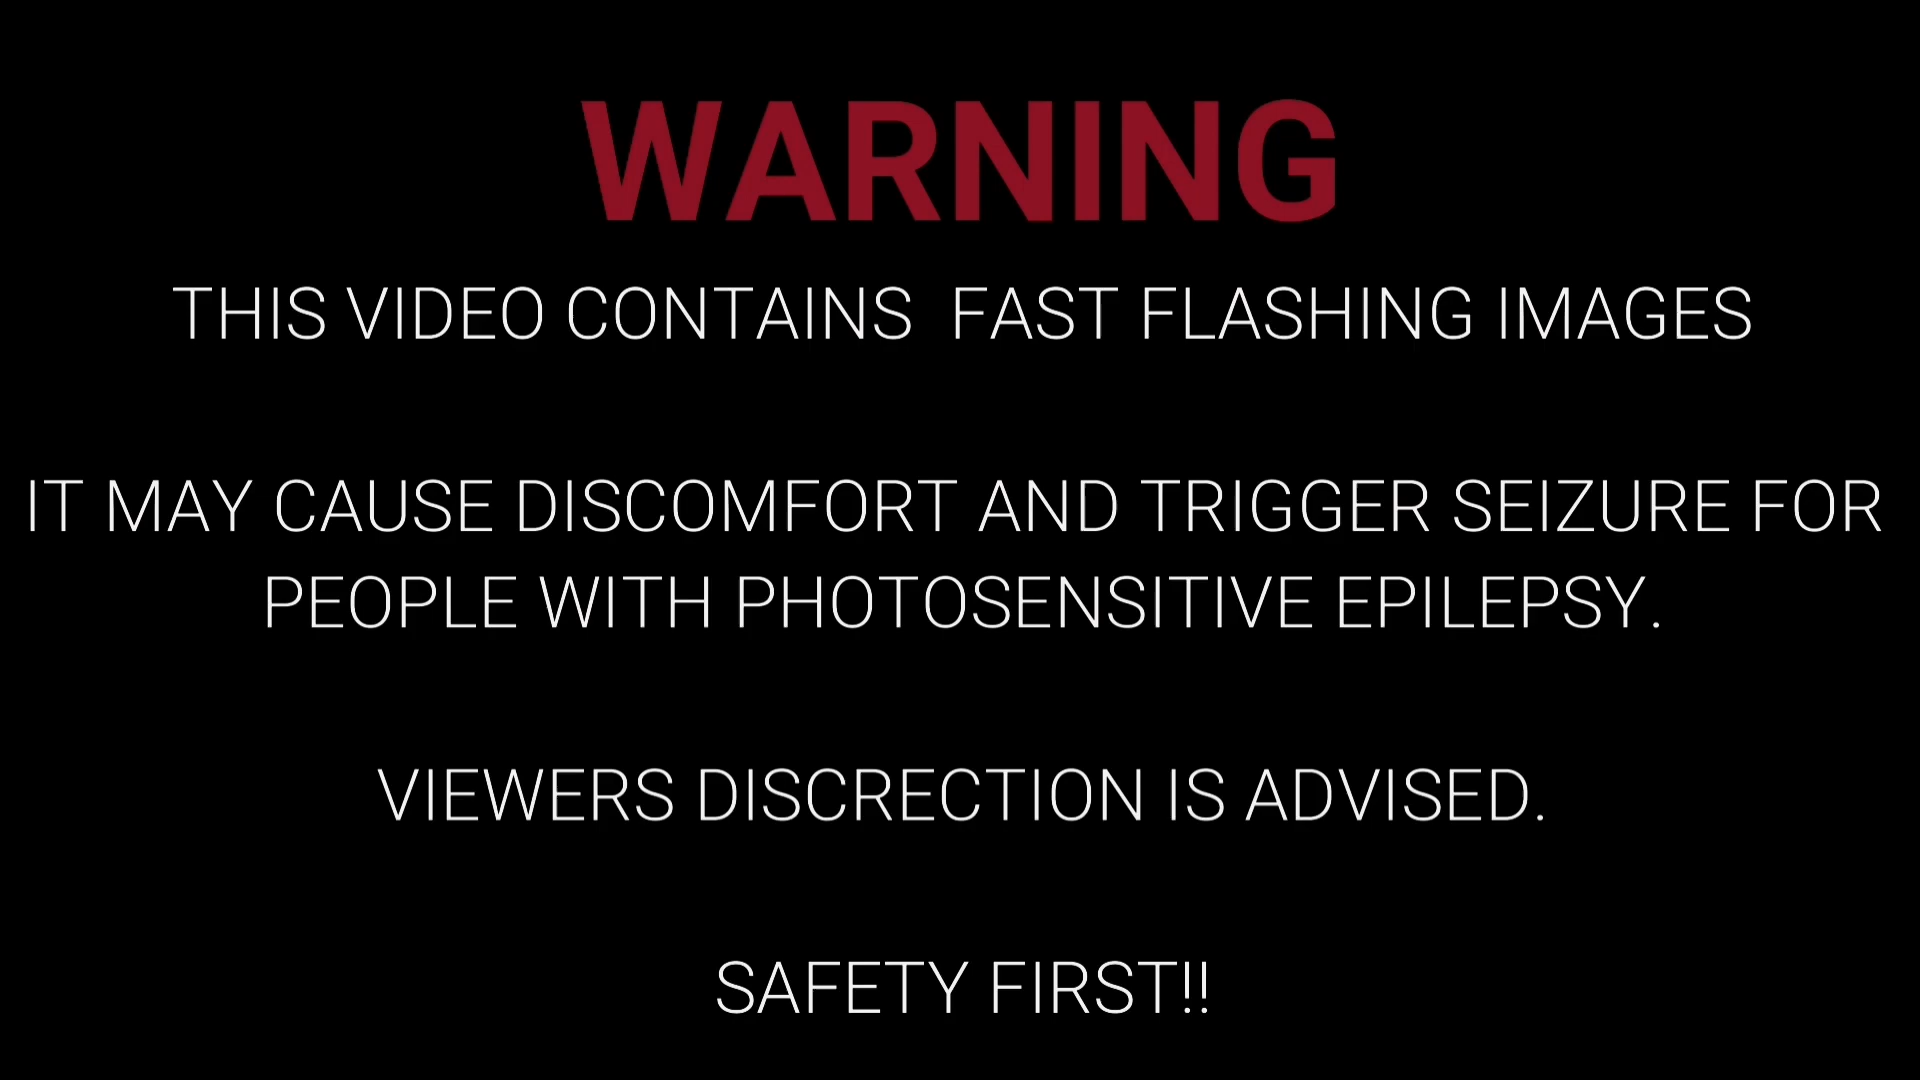 WARNING
THIS VIDEO CONTAINS  FAST FLASHING IMAGES
IT MAY CAUSE DISCOMFORT AND TRIGGER SEIZURE FOR
PEOPLE WITH PHOTOSENSITIVE EPILEPSY.
VIEWERS DISCRECTION IS ADVISED.
SAFETY FIRST!!